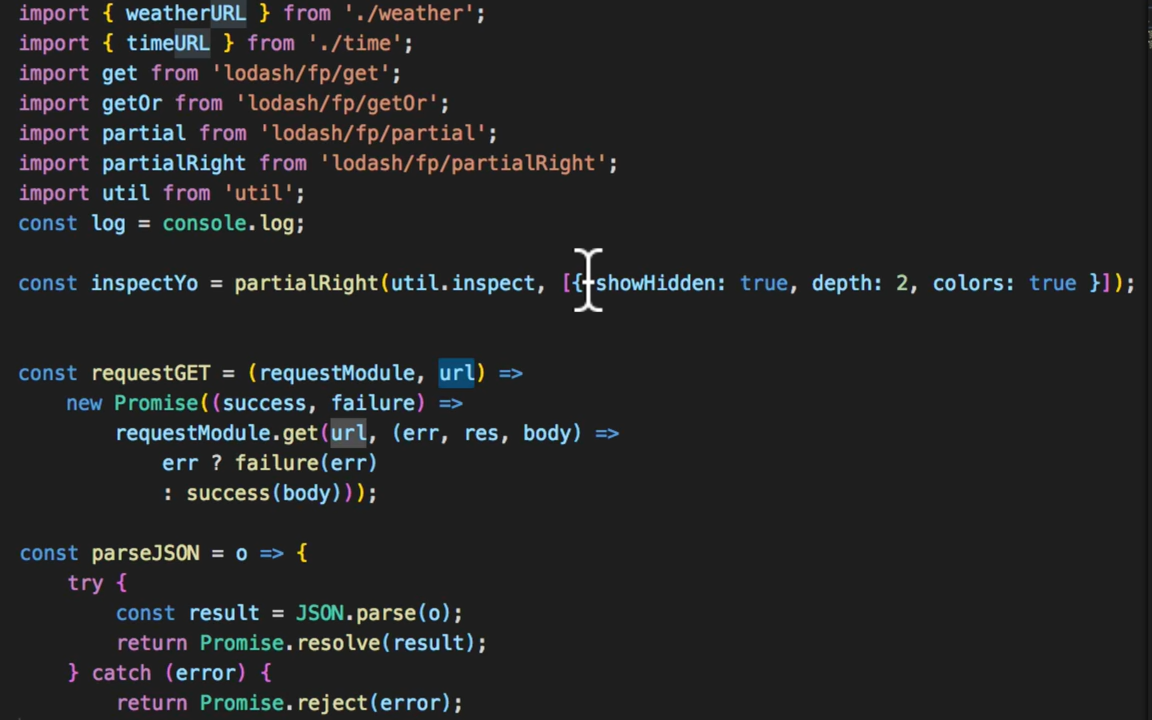 import { weatherURL } from './weather';
import { timeURL } from './time';
import get from 'lodash/fp/get';
import getOr from 'lodash/fp/getOr';
import partial from 'lodash/fp/partial';
import partialRight from 'lodash/fp/partialRight';
import util from 'util';
const log = console.log;
const inspectYo = partialRight(util.inspect, [{ showHidden: true, depth: 2, colors: true }]);
const requestGET = (requestModule, url) =>
new Promise((success, failure) =>
requestModule.get(url, (err, res, body) =>
err ? failure(err)
: success(body)));
const parseJSON = o => {
try {
const result = JSON.parse(o);
return Promise.resolve(result);
} catch (error) {
return Promise.reject(error);